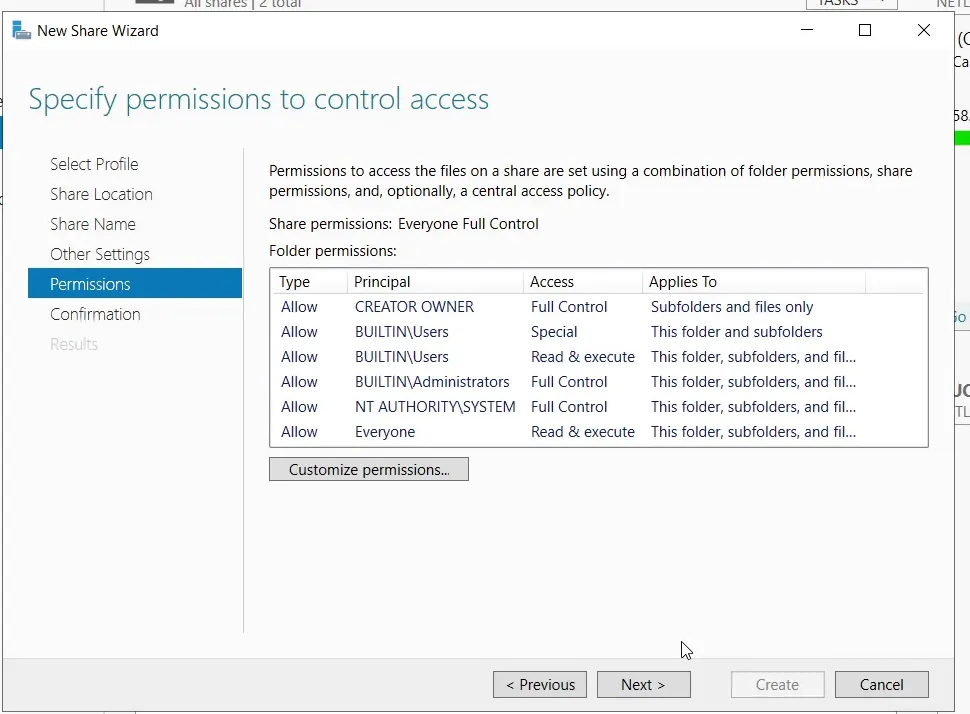 All shares | 2 total
TASKS
NETL
New Share Wizard
(C
Ca
Specify permissions to control access
58.
Select Profile
Share Location
Share Name
Other Settings
Permissions
Confirmation
Results
Permissions to access the files on a share are set using a combination of folder permissions, share
permissions, and, optionally, a central access policy.
Share permissions: Everyone Full Control
Folder permissions:
Type Principal Access Applies To
Allow CREATOR OWNER Full Control Subfolders and files only
Allow BUILTIN\Users Special This folder and subfolders
Allow BUILTIN\Users Read & execute This folder, subfolders, and fil...
Allow BUILTIN\Administrators Full Control This folder, subfolders, and fil...
Allow NT AUTHORITY\SYSTEM Full Control This folder, subfolders, and fil...
Allow Everyone Read & execute This folder, subfolders, and fil...
Customize permissions...
Go
TL
< Previous
Next >
Create
Cancel